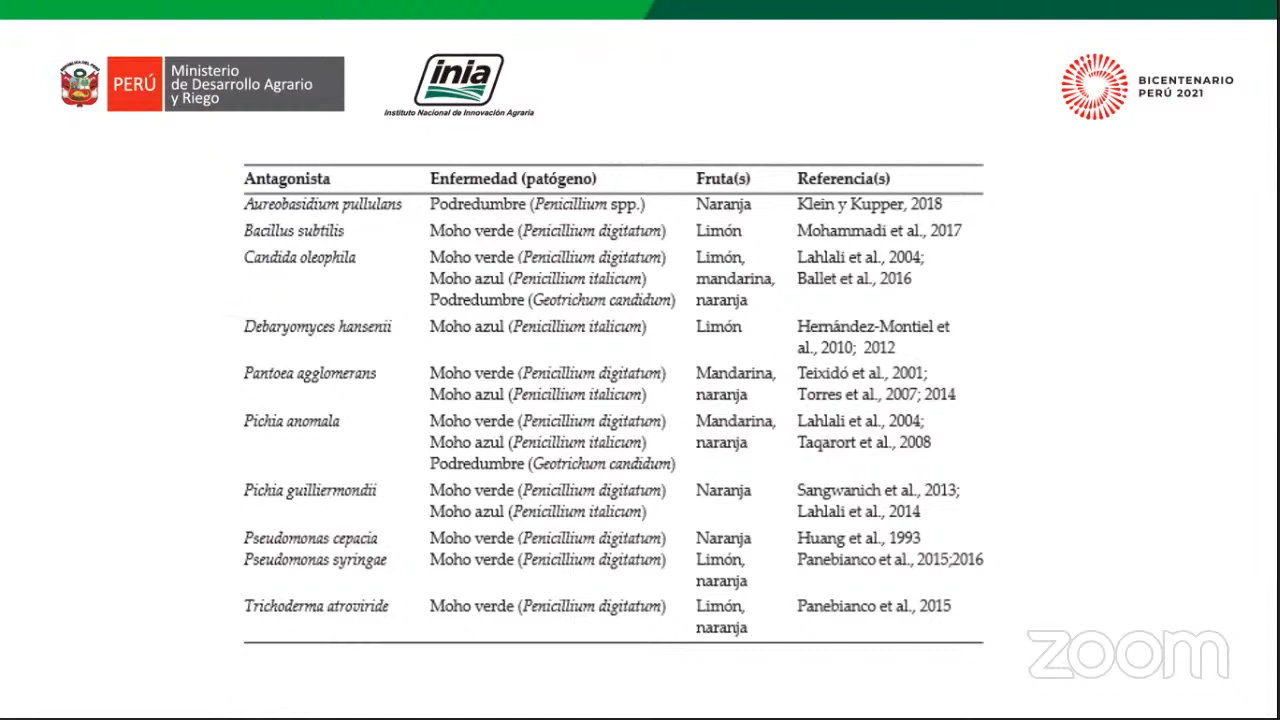 PERÚ
Ministerio
de Desarrollo Agrario
y Riego
inia
Instituto Nacional de Innovación Agraria
BICENTENARIO
PERÚ 2021
Antagonista Enfermedad (patógeno) Fruta(s) Referencia(s)
Aureobasidium pullulans Podredumbre (Penicillium spp.) Naranja Klein y Kupper, 2018
Bacillus subtilis Moho verde (Penicillium digitatum) Limón Mohammadi et al., 2017
Candida oleophila Moho verde (Penicillium digitatum) Limón, Lahlali et al., 2004;
Moho azul (Penicillium italicum) mandarina, Ballet et al., 2016
Podredumbre (Geotrichum candidum) naranja
Debaryomyces hansenii Moho azul (Penicillium italicum) Limón Hernández-Montiel et
al., 2010; 2012
Pantoea agglomerans Moho verde (Penicillium digitatum) Mandarina, Teixidó et al., 2001;
Moho azul (Penicillium italicum) naranja Torres et al., 2007; 2014
Pichia anomala Moho verde (Penicillium digitatum) Mandarina, Lahlali et al., 2004;
Moho azul (Penicillium italicum) naranja Taqarort et al., 2008
Podredumbre (Geotrichum candidum)
Pichia guilliermondii Moho verde (Penicillium digitatum) Naranja Sangwanich et al., 2013;
Moho azul (Penicillium italicum) Lahlali et al., 2014
Pseudomonas cepacia Moho verde (Penicillium digitatum) Naranja Huang et al., 1993
Pseudomonas syringae Moho verde (Penicillium digitatum) Limón, Panebianco et al., 2015;2016
naranja
Trichoderma atroviride Moho verde (Penicillium digitatum) Limón, Panebianco et al., 2015
naranja
zoom